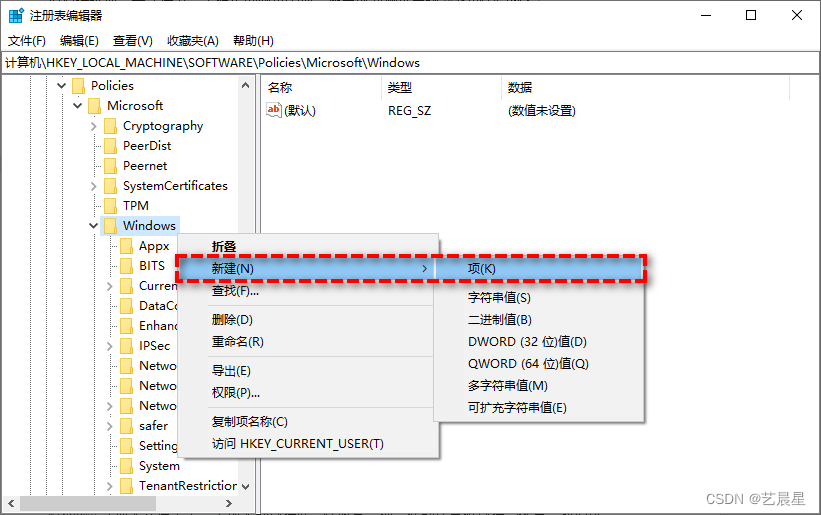 注册表编辑器
文件(F) 编辑(E) 查看(V) 收藏夹(A) 帮助(H)
计算机\HKEY_LOCAL_MACHINE\SOFTWARE\Policies\Microsoft\Windows
Policies
Microsoft
Cryptography
PeerDist
Peernet
SystemCertificates
TPM
Windows
Appx
BITS
Curren
DataCo
Enhanc
IPSec
Netwo
Netwo
Netwo
safer
Setting
System
TenantRestriction
名称 类型 数据
ab (默认) REG_SZ (数值未设置)
折叠
新建(N)
查找(F)...
删除(D)
重命名(R)
导出(E)
权限(P)...
复制项名称(C)
访问 HKEY_CURRENT_USER(T)
项(K)
字符串值(S)
二进制值(B)
DWORD (32 位)值(D)
QWORD (64 位)值(Q)
多字符串值(M)
可扩充字符串值(E)
CSDN @艺晨星